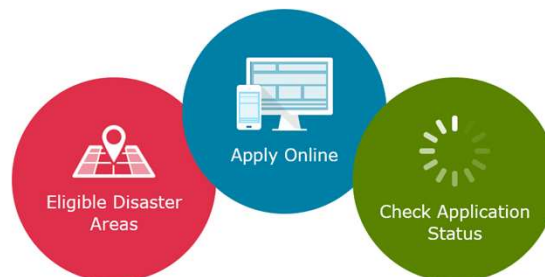 Eligible Disaster
Areas
Apply Online
Check Application
Status